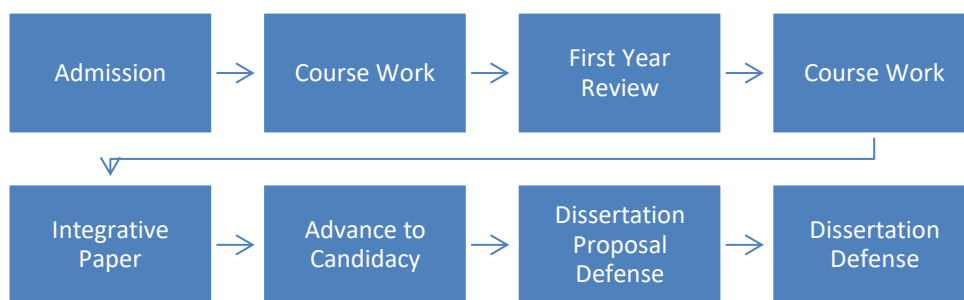 Admission
Course Work
First Year
Review
Course Work
Integrative
Paper
Advance to
Candidacy
Dissertation
Proposal
Defense
Dissertation
Defense